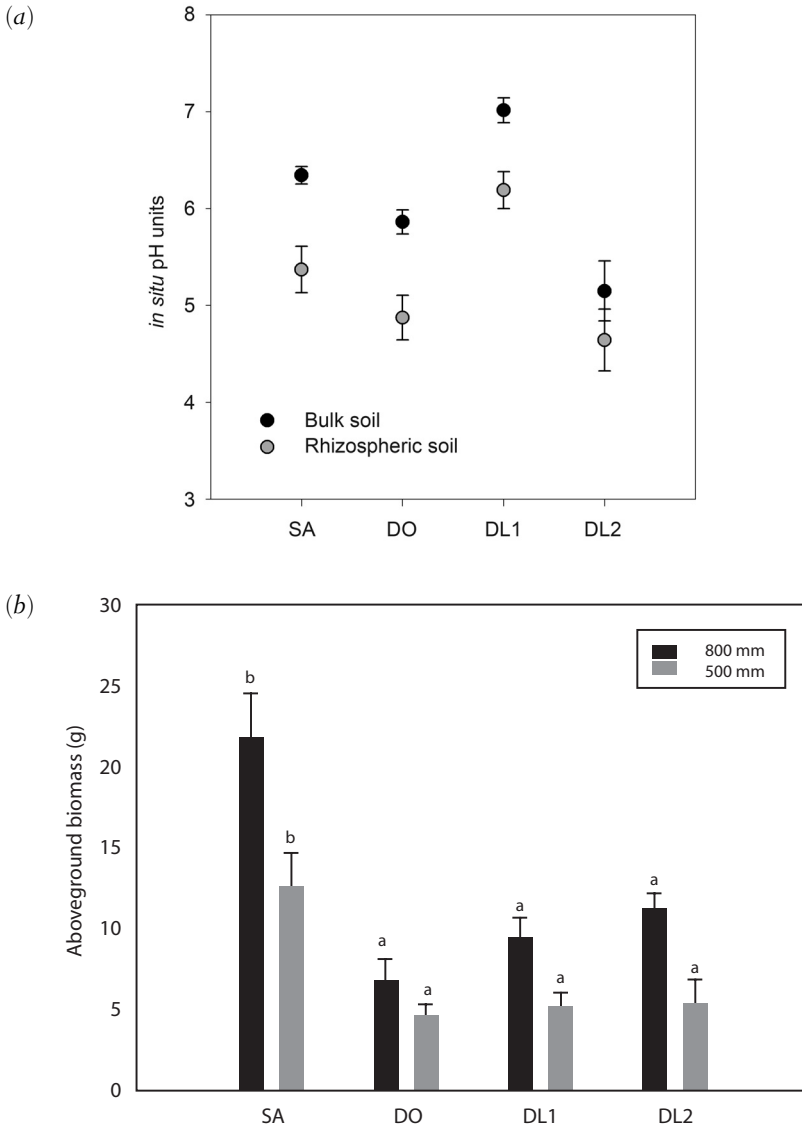 (a)
8
7
6
5
4
3
in situ pH units
Bulk soil
Rhizospheric soil
SA DO DL1 DL2
(b)
30
25
20
15
10
5
0
Aboveground biomass (g)
800 mm
500 mm
b
b
a
a
a
a
a
a
SA DO DL1 DL2